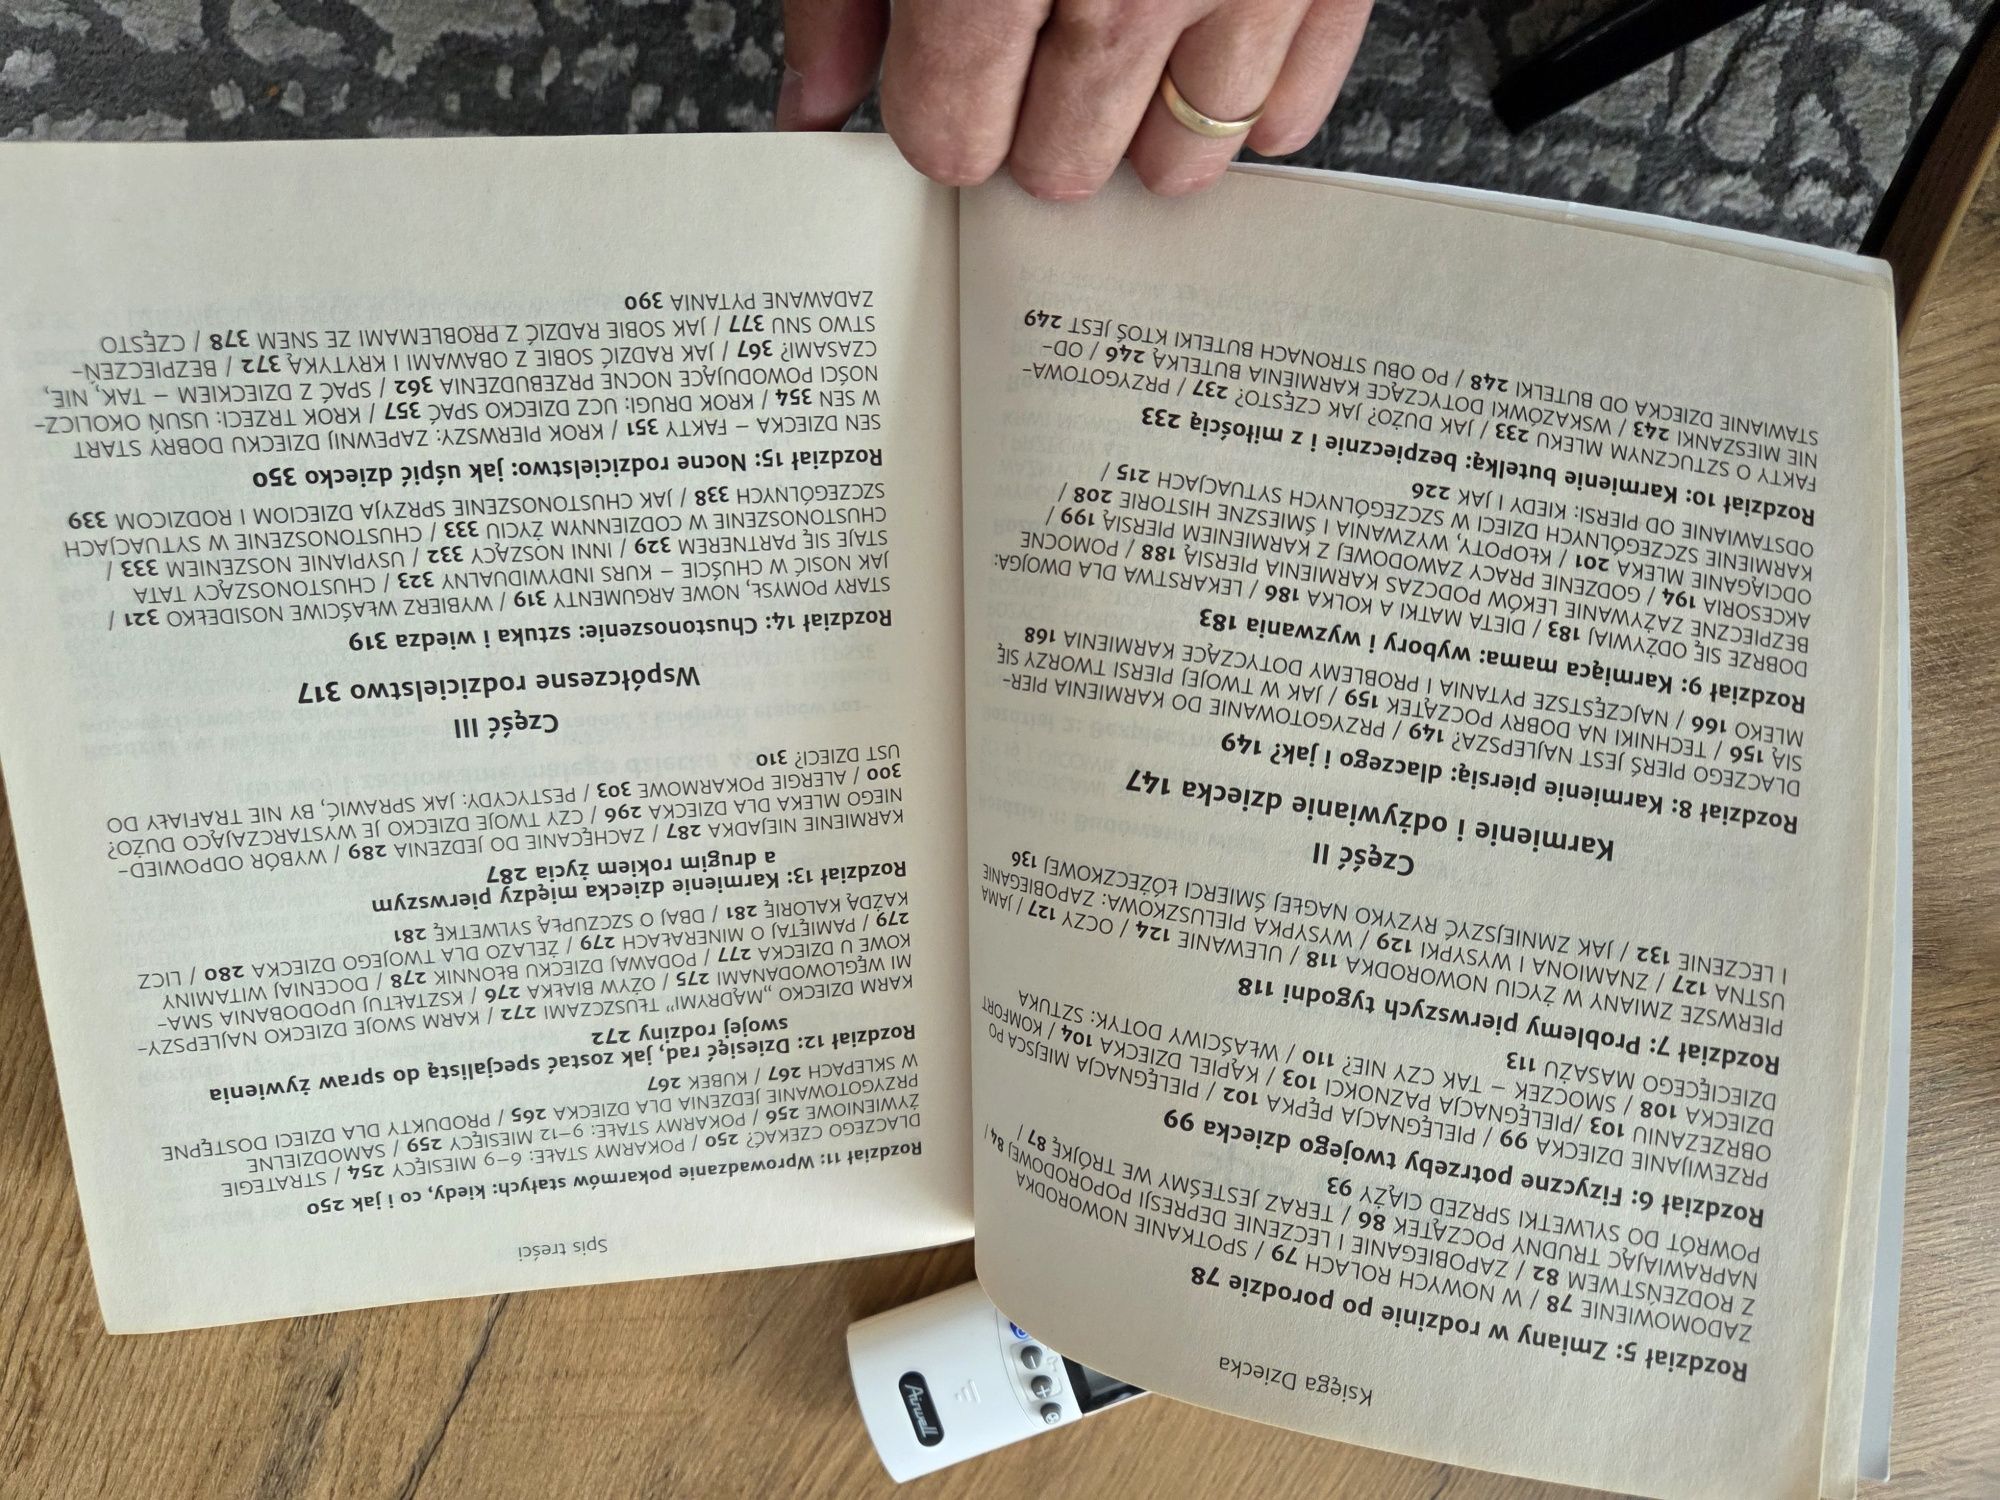 Księga Dziecka
Rozdział 5: Zmiany w rodzinie po porodzie 78
ZADOMOWIENIE 78 / W NOWYCH ROLACH 79 / SPOTKANIE NOWORODKA
Z RODZEŃSTWEM 82 / ZAPOBIEGANIE I LECZENIE DEPRESJI POPORODOWEJ 84 /
NAPRAWIAJĄC TRUDNY POCZĄTEK 86 / TERAZ JESTEŚMY WE TRÓJKĘ 87 /
POWRÓT DO SYLWETKI SPRZED CIĄŻY 93
Rozdział 6: Fizyczne potrzeby twojego dziecka 99
PRZEWIJANIE DZIECKA 99 / PIELĘGNACJA PĘPKA 102 / PIELĘGNACJA MIEJSCA PO
OBRZEZANIU 103 /PIELĘGNACJA PAZNOKCI 103 / KĄPIEL DZIECKA 104 / KOMFORT
DZIECKA 108 / SMOCZEK – TAK CZY NIE? 110 / WŁAŚCIWY DOTYK: SZTUKA
DZIECIĘCEGO MASAŻU 113
Rozdział 7: Problemy pierwszych tygodni 118
PIERWSZE ZMIANY W ŻYCIU NOWORODKA 118 / ULEWANIE 124 / OCZY 127 / JAMA
USTNA 127 / ZNAMIONA I WYSYPKI 129 / WYSYPKA PIELUSZKOWA: ZAPOBIEGANIE
I LECZENIE 132 / JAK ZMNIEJSZYĆ RYZYKO NAGŁEJ ŚMIERCI ŁÓŻECZKOWEJ 136
Część II
Karmienie i odżywianie dziecka 147
Rozdział 8: Karmienie piersią: dlaczego i jak? 149
DLACZEGO PIERŚ JEST NAJLEPSZA? 149 / PRZYGOTOWANIE DO KARMIENIA PIER-
SIĄ 156 / TECHNIKI NA DOBRY POCZĄTEK 159 / JAK W TWOJEJ PIERSI TWORZY SIĘ
MLEKO 166 / NAJCZĘSTSZE PYTANIA I PROBLEMY DOTYCZĄCE KARMIENIA 168
Rozdział 9: Karmiąca mama: wybory i wyzwania 183
DOBRZE SIĘ ODŻYWIAJ 183 / DIETA MATKI A KOLKA 186 / LEKARSTWA DLA DWOJGA:
BEZPIECZNE ZAŻYWANIE LEKÓW PODCZAS KARMIENIA PIERSIĄ 188 / POMOCNE
AKCESORIA 194 / GODZENIE PRACY ZAWODOWEJ Z KARMIENIEM PIERSIĄ 199 /
ODCIĄGANIE MLEKA 201 / KŁOPOTY, WYZWANIA I ŚMIESZNE HISTORIE 208 /
KARMIENIE SZCZEGÓLNYCH DZIECI W SZCZEGÓLNYCH SYTUACJACH 215 /
ODSTAWIANIE OD PIERSI: KIEDY I JAK 226
Rozdział 10: Karmienie butelką: bezpiecznie i z miłością 233
FAKTY O SZTUCZNYM MLEKU 233 / JAK DUŻO? JAK CZĘSTO? 237 / PRZYGOTOWA-
NIE MIESZANKI 243 / WSKAZÓWKI DOTYCZĄCE KARMIENIA BUTELKĄ 246 / OD-
STAWIANIE DZIECKA OD BUTELKI 248 / PO OBU STRONACH BUTELKI KTOŚ JEST 249
Spis treści
Rozdział 11: Wprowadzanie pokarmów stałych: kiedy, co i jak 250
DLACZEGO CZEKAĆ? 250 / POKARMY STAŁE: 6–9 MIESIĘCY 254 / STRATEGIE
ŻYWIENIOWE 256 / POKARMY STAŁE: 9–12 MIESIĘCY 259 / SAMODZIELNE
PRZYGOTOWANIE JEDZENIA DLA DZIECKA 265 / PRODUKTY DLA DZIECI DOSTĘPNE
W SKLEPACH 267 / KUBEK 267
Rozdział 12: Dziesięć rad, jak zostać specjalistą do spraw żywienia
swojej rodziny 272
KARM DZIECKO „MĄDRYMI” TŁUSZCZAMI 272 / KARM SWOJE DZIECKO NAJLEPSZY-
MI WĘGLOWODANAMI 275 / OŻYW BIAŁKA 276 / KSZTAŁTUJ UPODOBANIA SMA-
KOWE U DZIECKA 277 / PODAWAJ DZIECKU BŁONNIK 278 / DOCENIAJ WITAMINY
279 / PAMIĘTAJ O MINERAŁACH 279 / ŻELAZO DLA TWOJEGO DZIECKA 280 / LICZ
KAŻDĄ KALORIĘ 281 / DBAJ O SZCZUPŁĄ SYLWETKĘ 281
Rozdział 13: Karmienie dziecka między pierwszym
a drugim rokiem życia 287
KARMIENIE NIEJADKA 287 / ZACHĘCANIE DO JEDZENIA 289 / WYBÓR ODPOWIED-
NIEGO MLEKA DLA DZIECKA 296 / CZY TWOJE DZIECKO JE WYSTARCZAJĄCO DUŻO?
300 / ALERGIE POKARMOWE 303 / PESTYCYDY: JAK SPRAWIĆ, BY NIE TRAFIAŁY DO
UST DZIECI? 310
Część III
Współczesne rodzicielstwo 317
Rozdział 14: Chustonoszenie: sztuka i wiedza 319
STARY POMYSŁ, NOWE ARGUMENTY 319 / WYBIERZ WŁAŚCIWE NOSIDEŁKO 321 /
JAK NOSIĆ W CHUŚCIE – KURS INDYWIDUALNY 323 / CHUSTONOSZĄCY TATA
STAJE SIĘ PARTNEREM 329 / INNI NOSZĄCY 332 / USYPIANIE NOSZENIEM 333 /
CHUSTONOSZENIE W CODZIENNYM ŻYCIU 333 / CHUSTONOSZENIE W SYTUACJACH
SZCZEGÓLNYCH 338 / JAK CHUSTONOSZENIE SPRZYJA DZIECIOM I RODZICOM 339
Rozdział 15: Nocne rodzicielstwo: jak uśpić dziecko 350
SEN DZIECKA – FAKTY 351 / KROK PIERWSZY: ZAPEWNIJ DZIECKU DOBRY START
W SEN 354 / KROK DRUGI: UCZ DZIECKO SPAĆ 357 / KROK TRZECI: USUŃ OKOLICZ-
NOŚCI POWODUJĄCE NOCNE PRZEBUDZENIA 362 / SPAĆ Z DZIECKIEM – TAK, NIE,
CZASAMI? 367 / JAK RADZIĆ SOBIE Z OBAWAMI I KRYTYKĄ 372 / BEZPIECZEŃ-
STWO SNU 377 / JAK SOBIE RADZIĆ Z PROBLEMAMI ZE SNEM 378 / CZĘSTO
ZADAWANE PYTANIA 390
Airwell